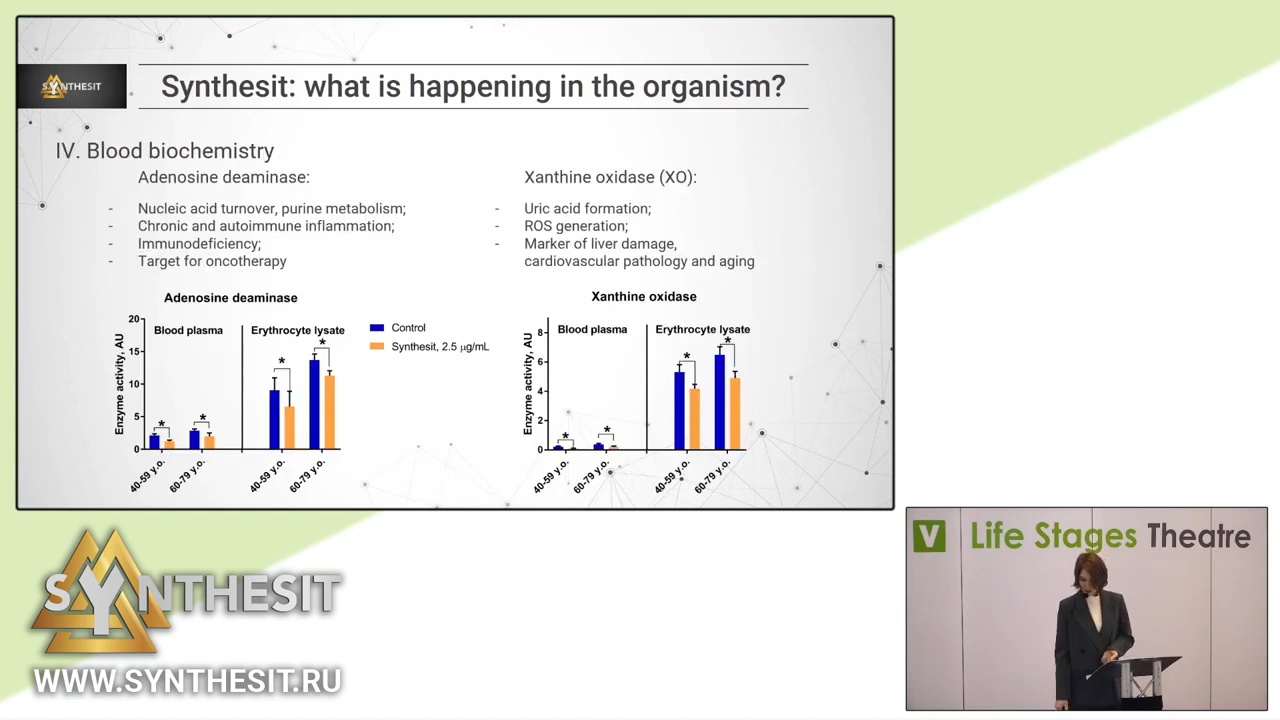 SYNTHESIT
Synthesit: what is happening in the organism?
IV. Blood biochemistry
Adenosine deaminase:
- Nucleic acid turnover, purine metabolism;
- Chronic and autoimmune inflammation;
- Immunodeficiency;
- Target for oncotherapy
Xanthine oxidase (XO):
- Uric acid formation;
- ROS generation;
- Marker of liver damage,
cardiovascular pathology and aging
Adenosine deaminase
Enzyme activity, AU
20
15
10
5
0
Blood plasma
Erythrocyte lysate
* * * *
40-59 y.o.
60-79 y.o.
40-59 y.o.
60-79 y.o.
Control
Synthesit, 2.5 µg/mL
Xanthine oxidase
Enzyme activity, AU
8
6
4
2
0
Blood plasma
Erythrocyte lysate
* * * *
40-59 y.o.
60-79 y.o.
40-59 y.o.
60-79 y.o.
SYNTHESIT
WWW.SYNTHESIT.RU
V Life Stages Theatre